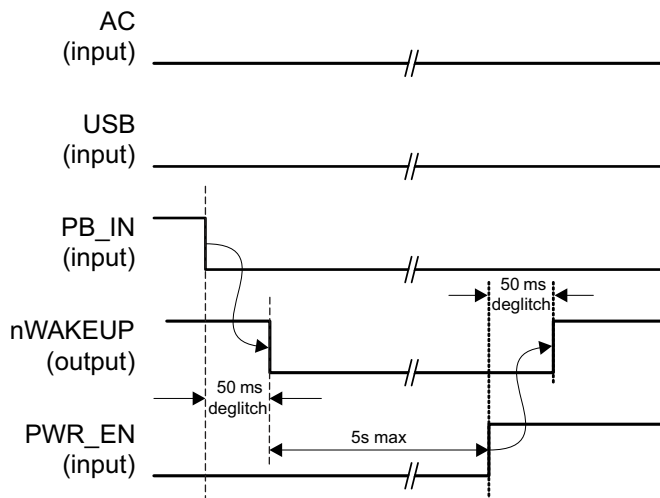 AC
(input)
USB
(input)
PB_IN
(input)
50 ms
deglitch
nWAKEUP
(output)
50 ms
deglitch
5s max
PWR_EN
(input)